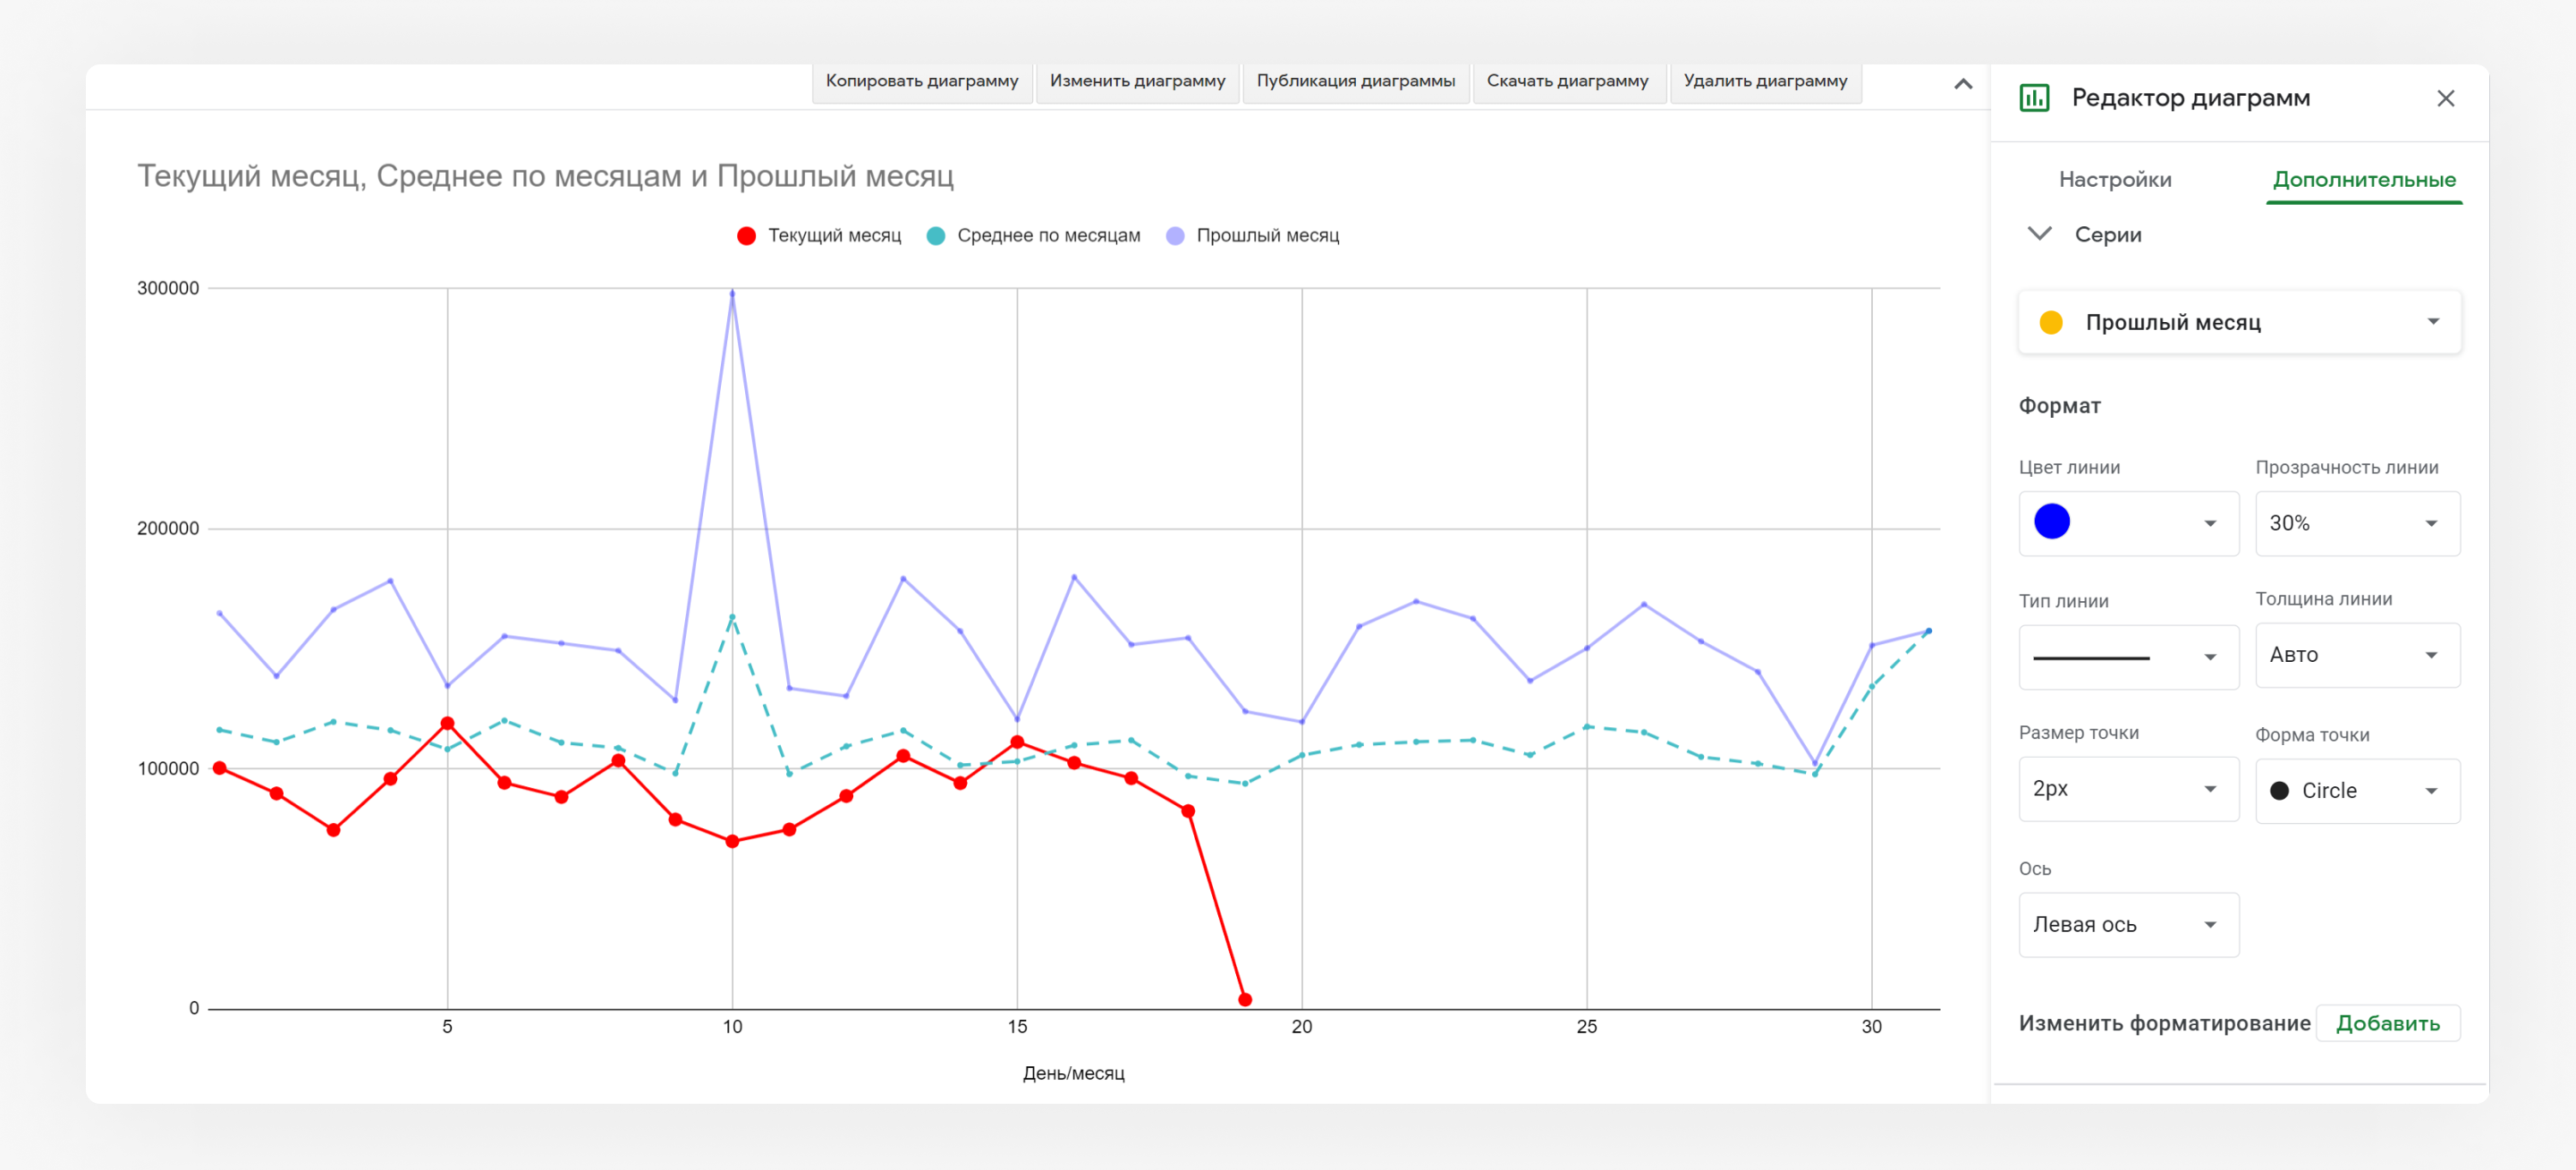 Копировать диаграмму
Изменить диаграмму
Публикация диаграммы
Скачать диаграмму
Удалить диаграмму
Текущий месяц, Среднее по месяцам и Прошлый месяц
Текущий месяц
Среднее по месяцам
Прошлый месяц
300000
200000
100000
0
5
10
15
20
25
30
День/месяц
Редактор диаграмм
Настройки
Дополнительные
Серии
Прошлый месяц
Формат
Цвет линии
Прозрачность линии
30%
Тип линии
Толщина линии
Авто
Размер точки
Форма точки
2px
Circle
Ось
Левая ось
Изменить форматирование
Добавить